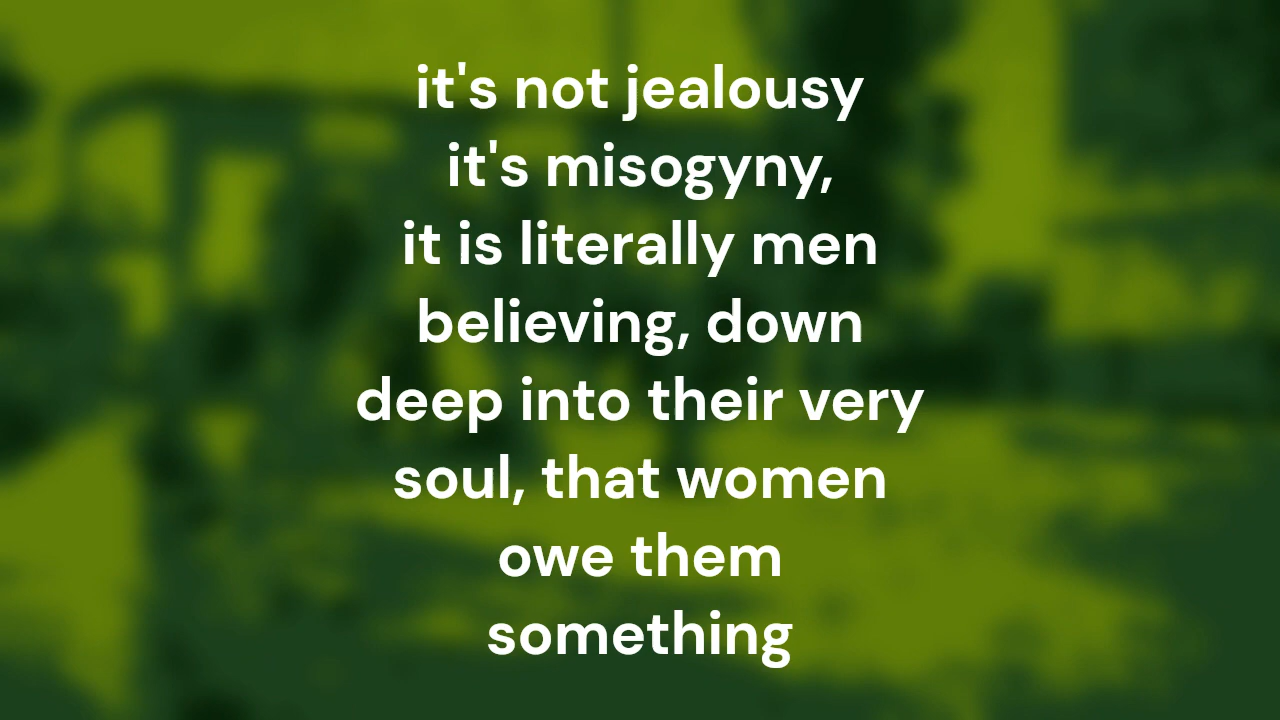 it's not jealousy
it's misogyny,
it is literally men
believing, down
deep into their very
soul, that women
owe them
something